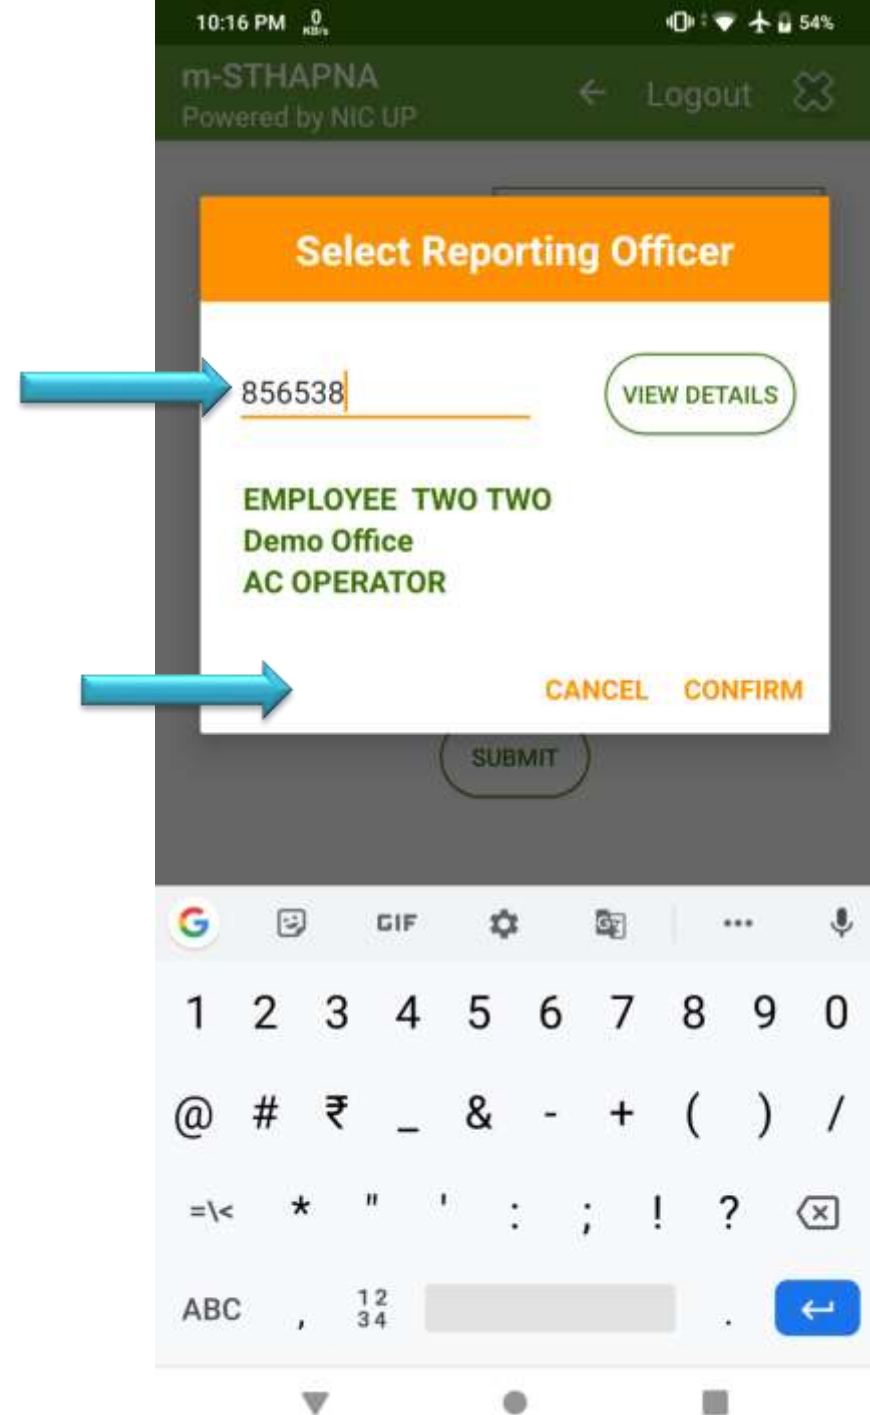 10:16 PM 0 KB/s 54%
m-STHAPNA
Powered by NIC UP
← Logout
Select Reporting Officer
856538
VIEW DETAILS
EMPLOYEE TWO TWO
Demo Office
AC OPERATOR
CANCEL CONFIRM
SUBMIT
G GIF G ...
1 2 3 4 5 6 7 8 9 0
@ # ₹ _ & - + ( ) /
=\< * " ' : ; ! ?
ABC , 12 34 .